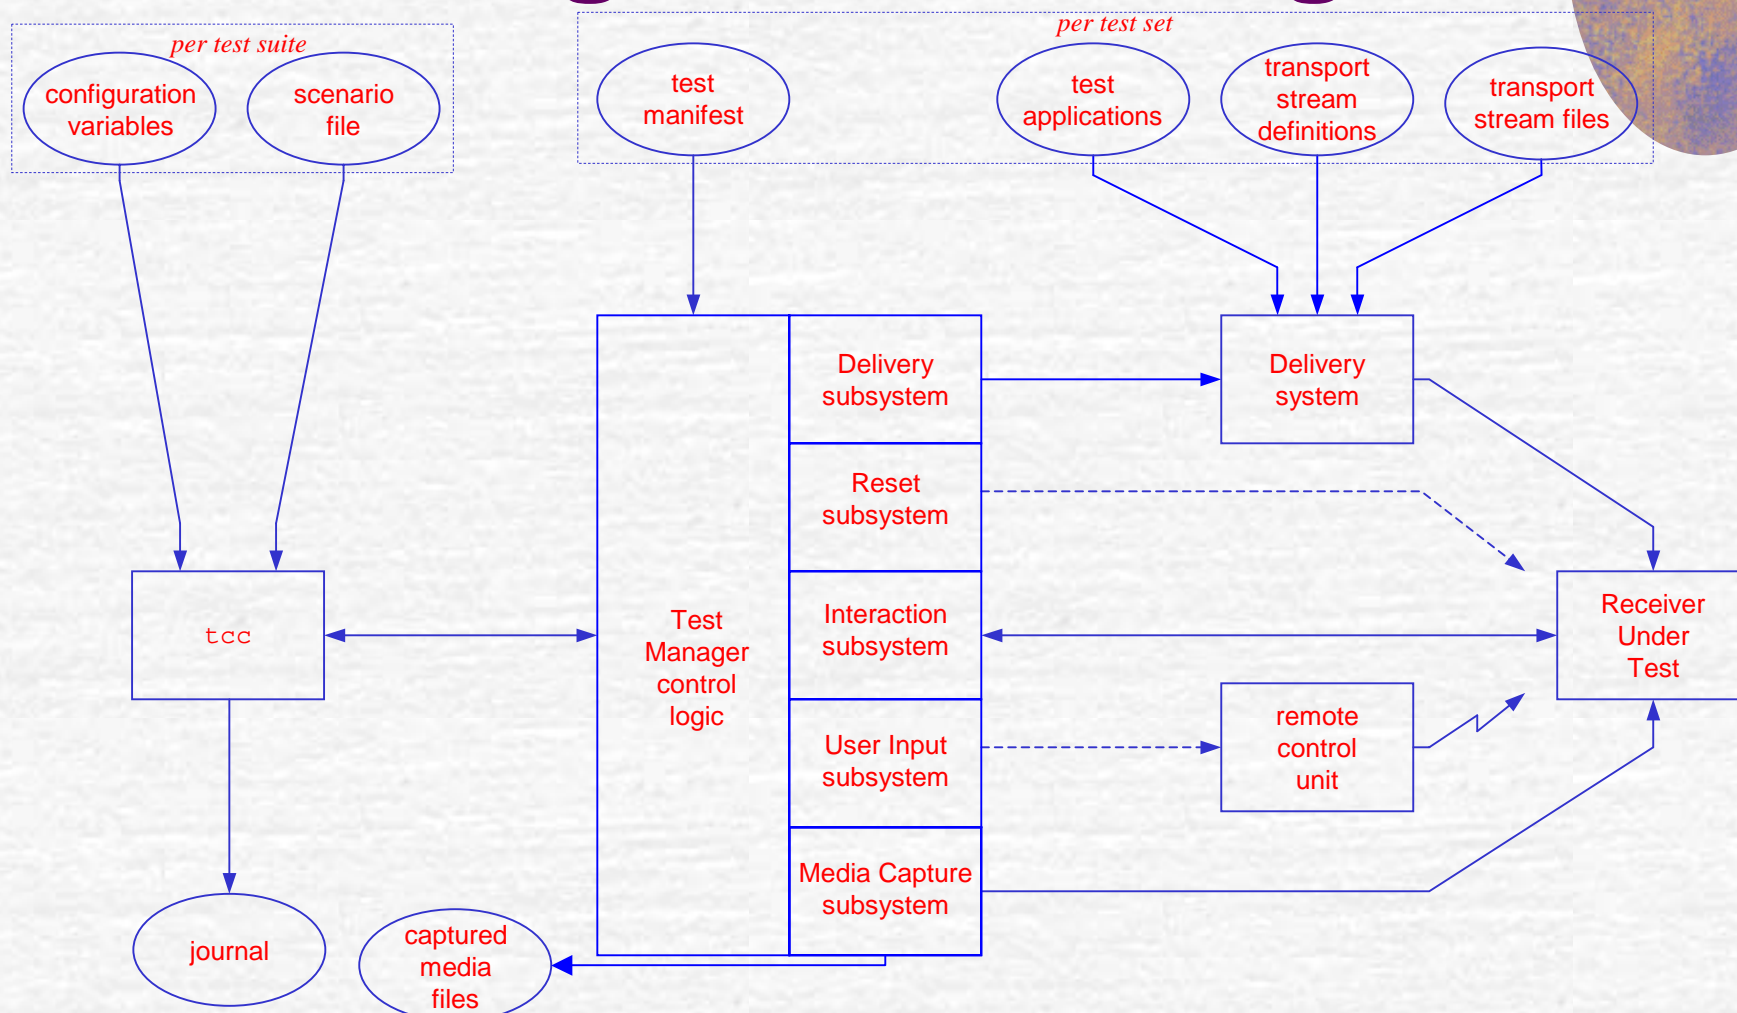 per test suite
per test set
configuration
variables
scenario
file
test
manifest
test
applications
transport
stream
definitions
transport
stream files
Delivery
subsystem
Delivery
system
Reset
subsystem
tcc
Test
Manager
control
logic
Interaction
subsystem
Receiver
Under
Test
User Input
subsystem
remote
control
unit
Media Capture
subsystem
journal
captured
media
files